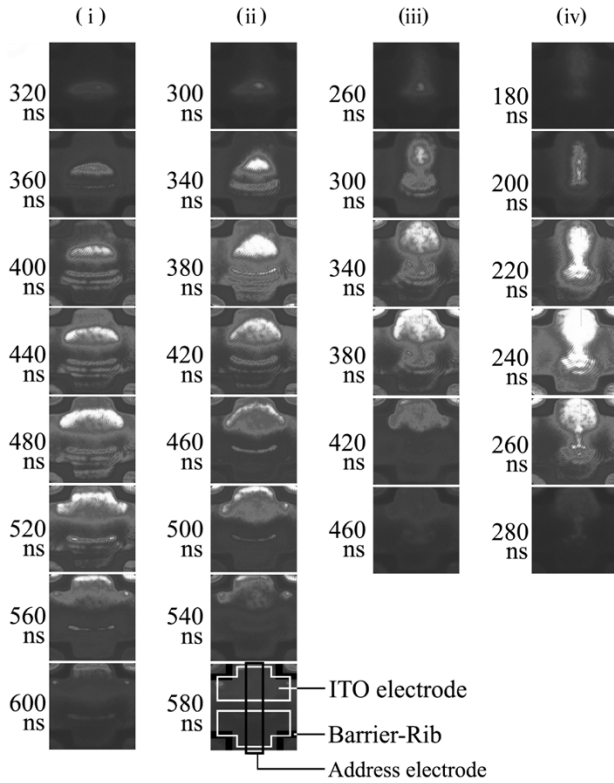 ( i )
(ii)
(iii)
(iv)
320
ns
360
ns
400
ns
440
ns
480
ns
520
ns
560
ns
600
ns
300
ns
340
ns
380
ns
420
ns
460
ns
500
ns
540
ns
580
ns
260
ns
300
ns
340
ns
380
ns
420
ns
460
ns
180
ns
200
ns
220
ns
240
ns
260
ns
280
ns
ITO electrode
Barrier-Rib
Address electrode